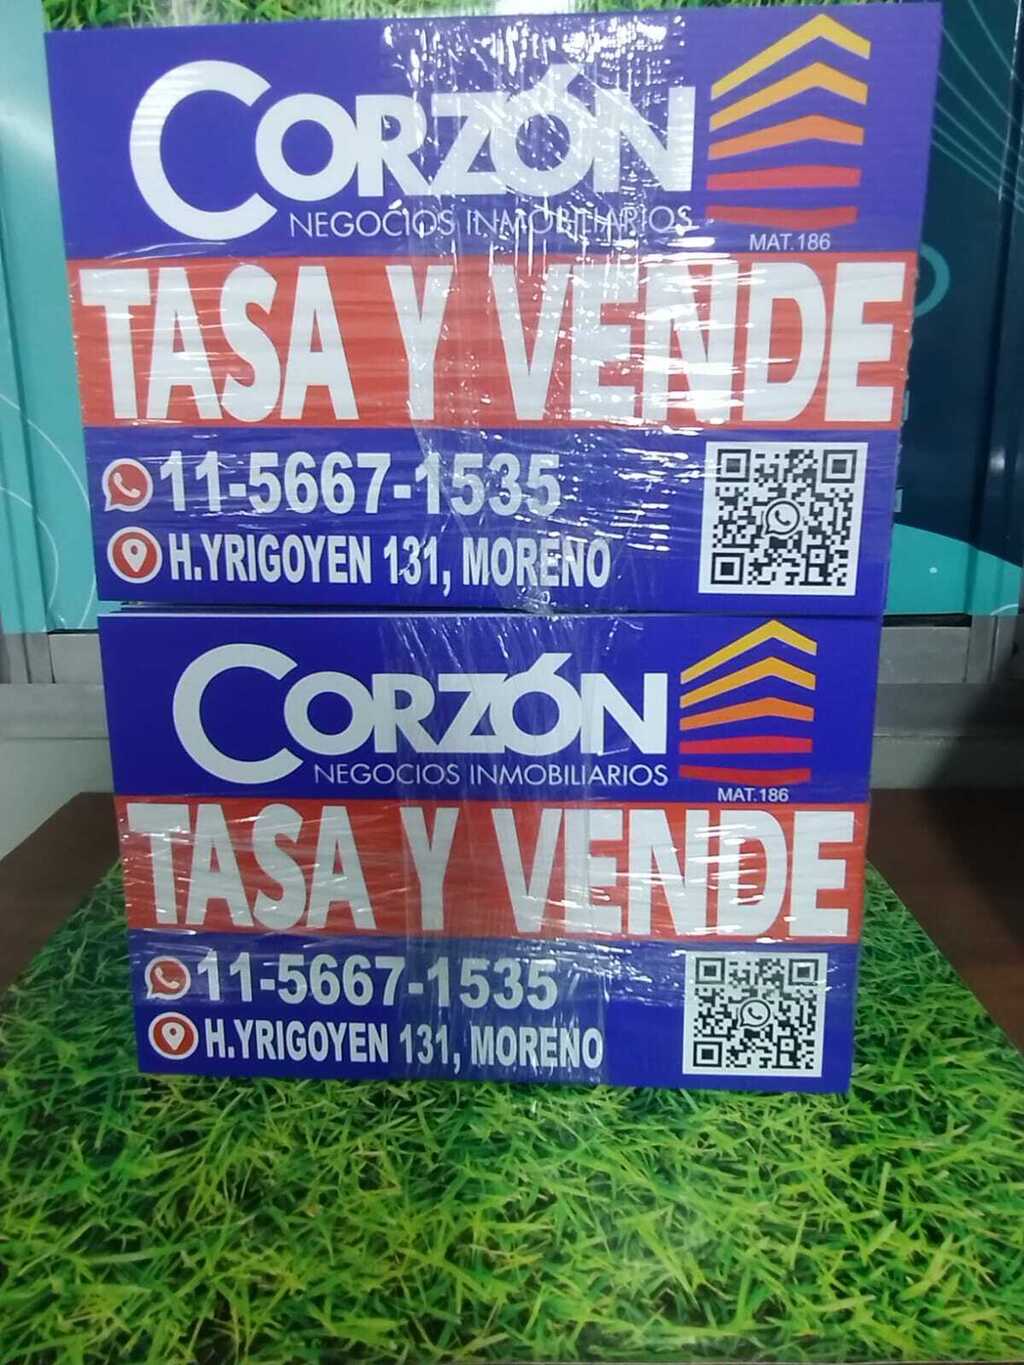 CORZÓN
NEGOCIOS INMOBILIARIOS
MAT.186
TASA Y VENDE
11-5667-1535
H.YRIGOYEN 131, MORENO
CORZÓN
NEGOCIOS INMOBILIARIOS
MAT.186
TASA Y VENDE
11-5667-1535
H.YRIGOYEN 131, MORENO